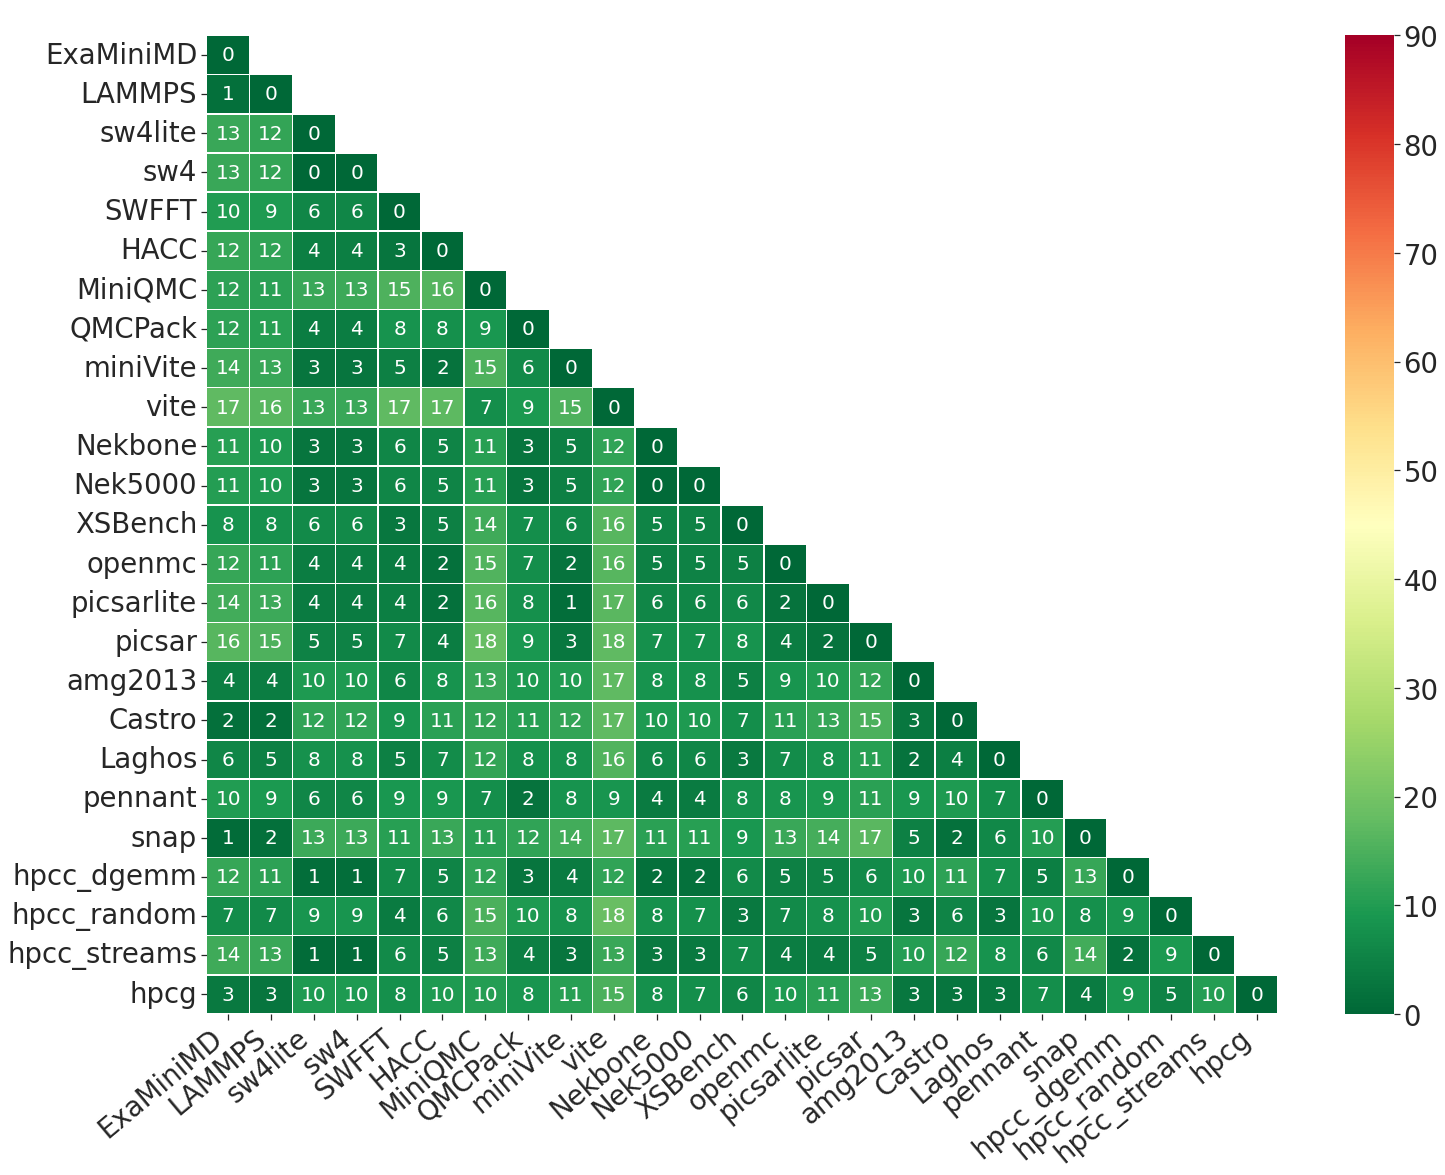 ExaMiniMD 0
LAMMPS 1 0
sw4lite 13 12 0
sw4 13 12 0 0
SWFFT 10 9 6 6 0
HACC 12 12 4 4 3 0
MiniQMC 12 11 13 13 15 16 0
QMCPack 12 11 4 4 8 8 9 0
miniVite 14 13 3 3 5 2 15 6 0
vite 17 16 13 13 17 17 7 9 15 0
Nekbone 11 10 3 3 6 5 11 3 5 12 0
Nek5000 11 10 3 3 6 5 11 3 5 12 0 0
XSBench 8 8 6 6 3 5 14 7 6 16 5 5 0
openmc 12 11 4 4 4 2 15 7 2 16 5 5 5 0
picsarlite 14 13 4 4 4 2 16 8 1 17 6 6 6 2 0
picsar 16 15 5 5 7 4 18 9 3 18 7 7 8 4 2 0
amg2013 4 4 10 10 6 8 13 10 10 17 8 8 5 9 10 12 0
Castro 2 2 12 12 9 11 12 11 12 17 10 10 7 11 13 15 3 0
Laghos 6 5 8 8 5 7 12 8 8 16 6 6 3 7 8 11 2 4 0
pennant 10 9 6 6 9 9 7 2 8 9 4 4 8 8 9 11 9 10 7 0
snap 1 2 13 13 11 13 11 12 14 17 11 11 9 13 14 17 5 2 6 10 0
hpcc_dgemm 12 11 1 1 7 5 12 3 4 12 2 2 6 5 5 6 10 11 7 5 13 0
hpcc_random 7 7 9 9 4 6 15 10 8 18 8 7 3 7 8 10 3 6 3 10 8 9 0
hpcc_streams 14 13 1 1 6 5 13 4 3 13 3 3 7 4 4 5 10 12 8 6 14 2 9 0
hpcg 3 3 10 10 8 10 10 8 11 15 8 7 6 10 11 13 3 3 3 7 4 9 5 10 0
ExaMiniMD
LAMMPS
sw4lite
sw4
SWFFT
HACC
MiniQMC
QMCPack
miniVite
vite
Nekbone
Nek5000
XSBench
openmc
picsarlite
picsar
amg2013
Castro
Laghos
pennant
snap
hpcc_dgemm
hpcc_random
hpcc_streams
hpcg
90
80
70
60
50
40
30
20
10
0